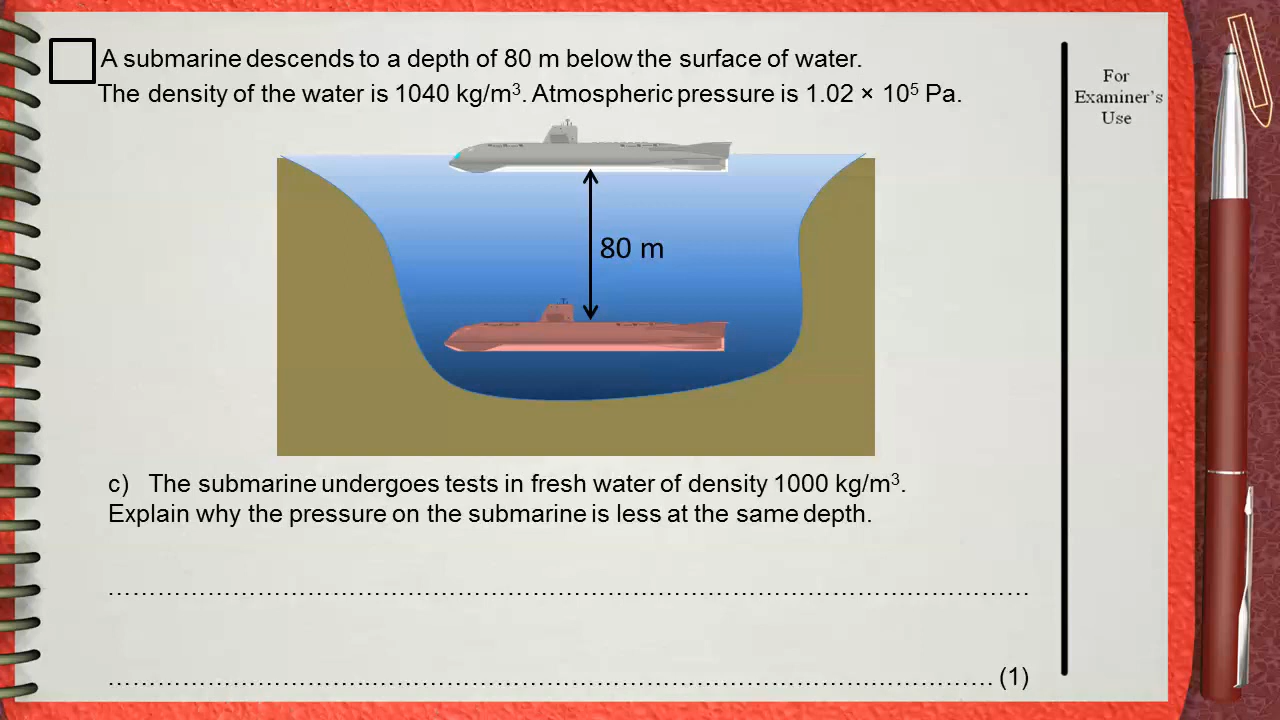 A submarine descends to a depth of 80 m below the surface of water.
The density of the water is 1040 kg/m³. Atmospheric pressure is 1.02 × 10⁵ Pa.
For
Examiner's
Use
80 m
c) The submarine undergoes tests in fresh water of density 1000 kg/m³.
Explain why the pressure on the submarine is less at the same depth.
(1)